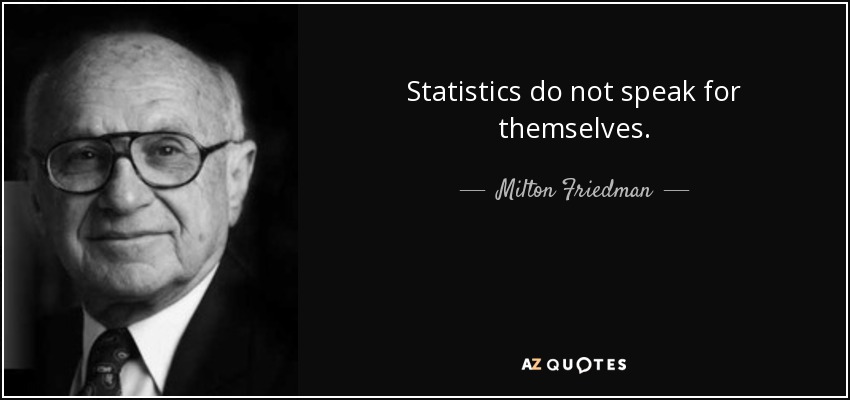 Statistics do not speak for
themselves.
— Milton Friedman —
AZ QUOTES